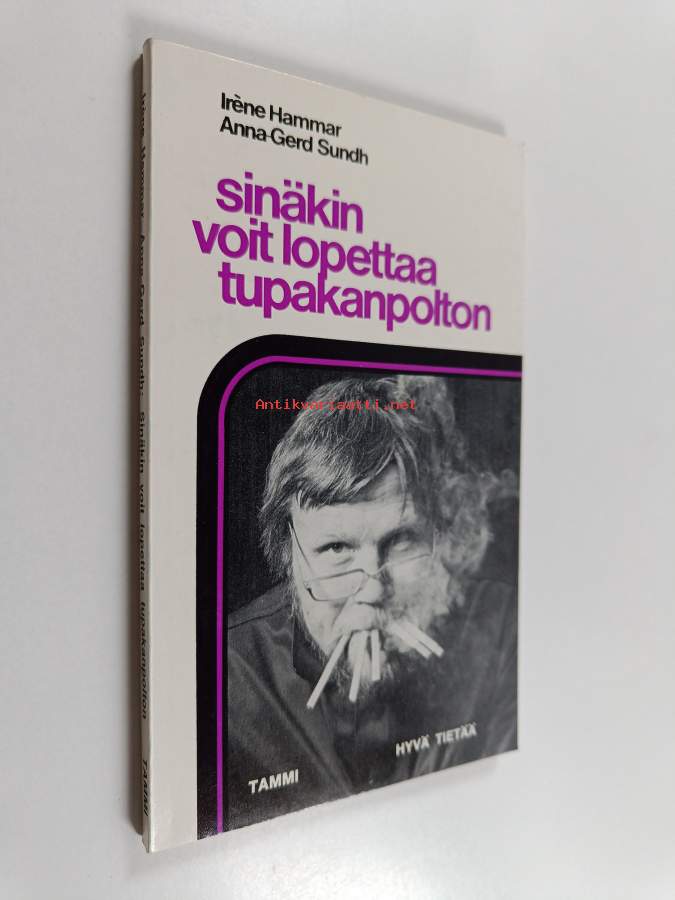 Irène Hammar
Anna-Gerd Sundh
sinäkin
voit lopettaa
tupakanpolton
Antikvariaatti.net
TAMMI
HYVÄ TIETÄÄ
Irène Hammar, Anna-Gerd Sundh: Sinäkin voit lopettaa tupakanpolton TAMMI